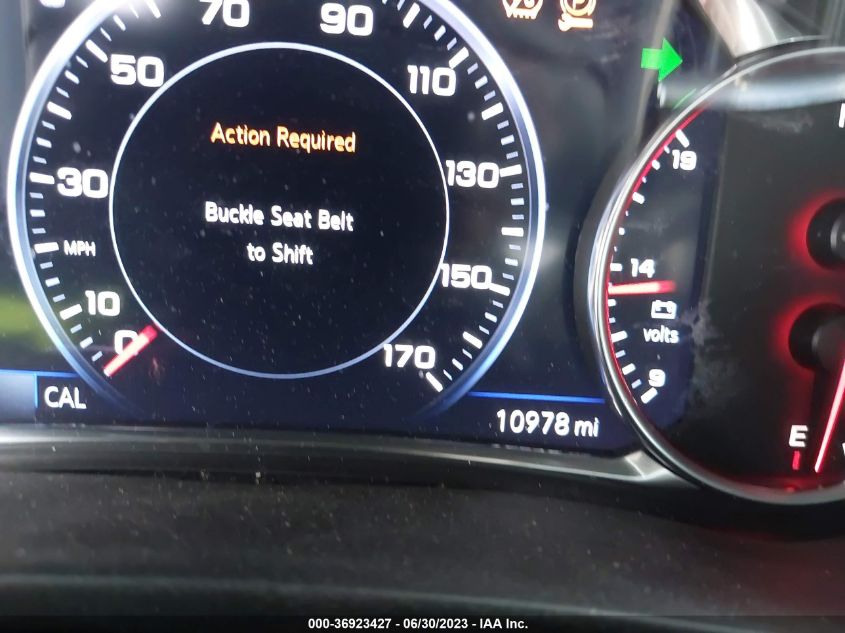 70 90
50 110
Action Required
30 130
Buckle Seat Belt
to Shift
MPH
150
10
0 170
CAL
10978 mi
19
14
volts
9
E
000-36923427 - 06/30/2023 - IAA Inc.